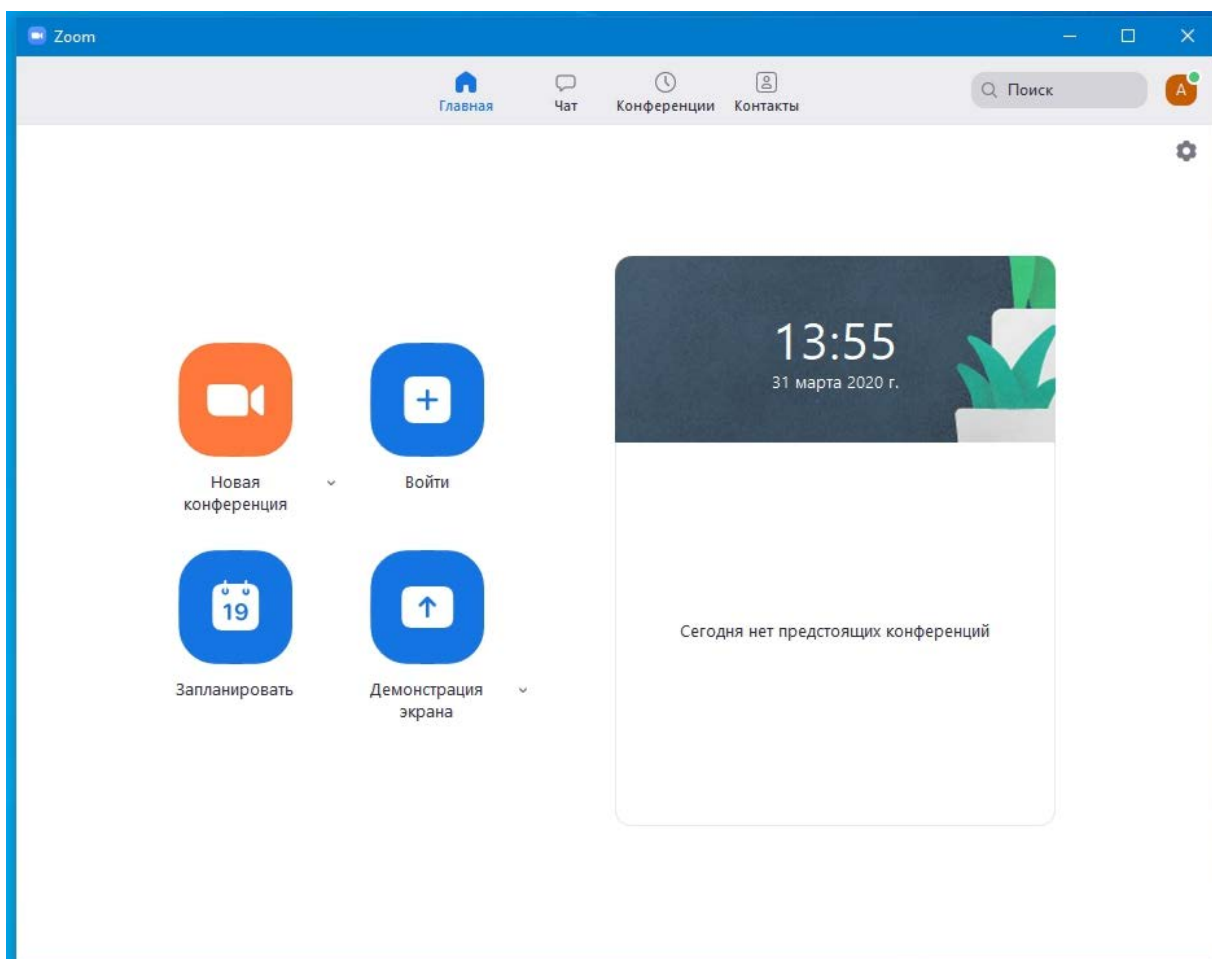 Zoom
Главная
Чат
Конференции
Контакты
Поиск
А
13:55
31 марта 2020 г.
Новая
конференция
Войти
19
Запланировать
Демонстрация
экрана
Сегодня нет предстоящих конференций